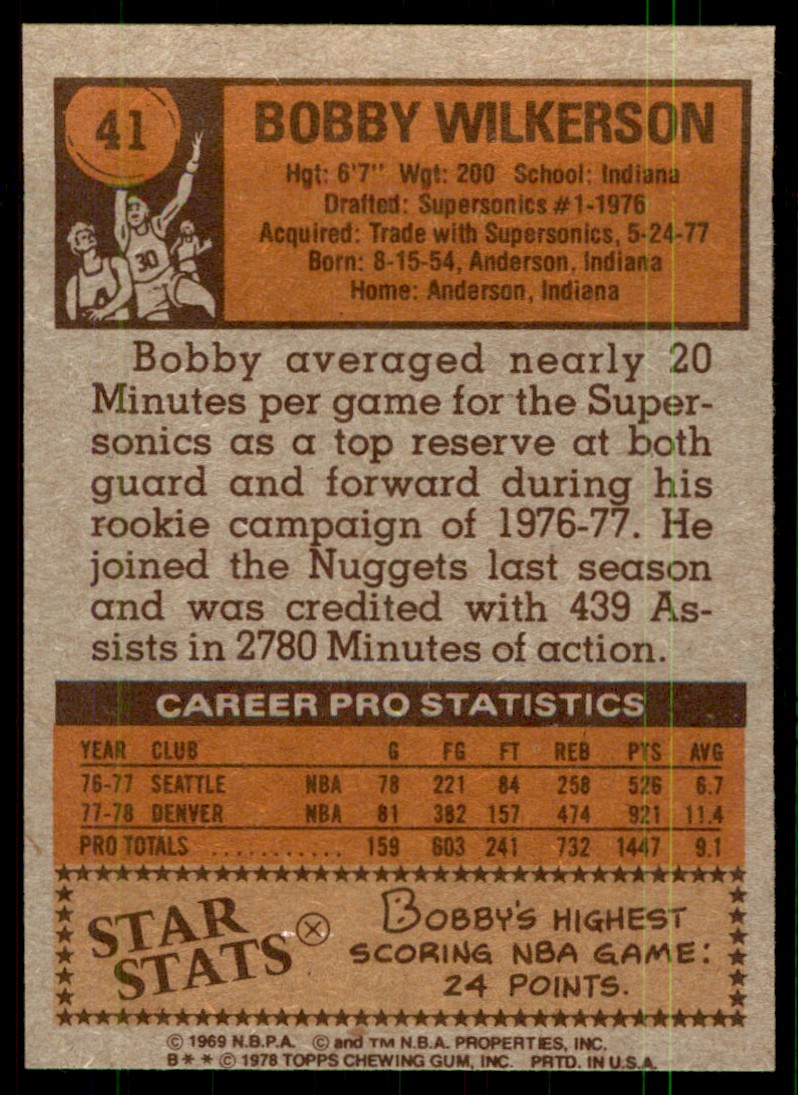 41
BOBBY WILKERSON
Hgt: 6'7" Wgt: 200 School: Indiana
Drafted: Supersonics #1-1976
Acquired: Trade with Supersonics, 5-24-77
Born: 8-15-54, Anderson, Indiana
Home: Anderson, Indiana
30
Bobby averaged nearly 20
Minutes per game for the Super-
sonics as a top reserve at both
guard and forward during his
rookie campaign of 1976-77. He
joined the Nuggets last season
and was credited with 439 As-
sists in 2780 Minutes of action.
CAREER PRO STATISTICS
YEAR CLUB G FG FT REB PTS AVG
76-77 SEATTLE NBA 78 221 84 258 526 6.7
77-78 DENVER NBA 81 382 157 474 921 11.4
PRO TOTALS ........... 159 603 241 732 1447 9.1
STAR
STATS
BOBBY'S HIGHEST
SCORING NBA GAME:
24 POINTS.
© 1969 N.B.P.A. © and TM N.B.A. PROPERTIES, INC.
B * * © 1978 TOPPS CHEWING GUM, INC. PRTD. IN U.S.A.